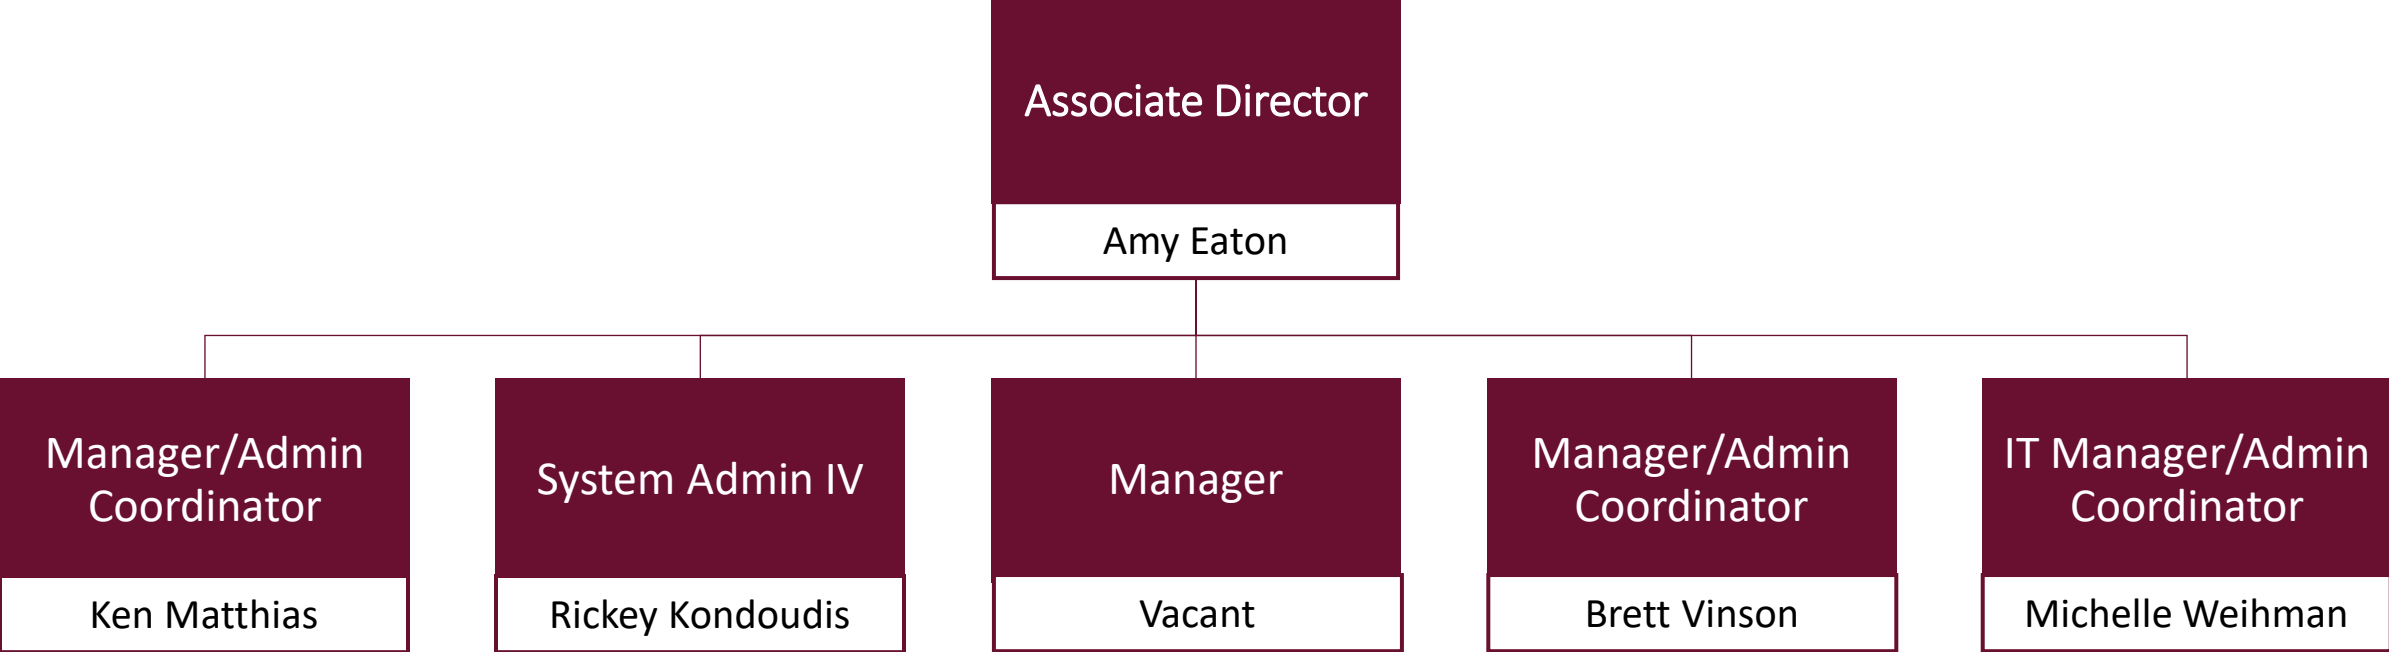 Associate Director
Amy Eaton
Manager/Admin
Coordinator
Ken Matthias
System Admin IV
Rickey Kondoudis
Manager
Vacant
Manager/Admin
Coordinator
Brett Vinson
IT Manager/Admin
Coordinator
Michelle Weihman